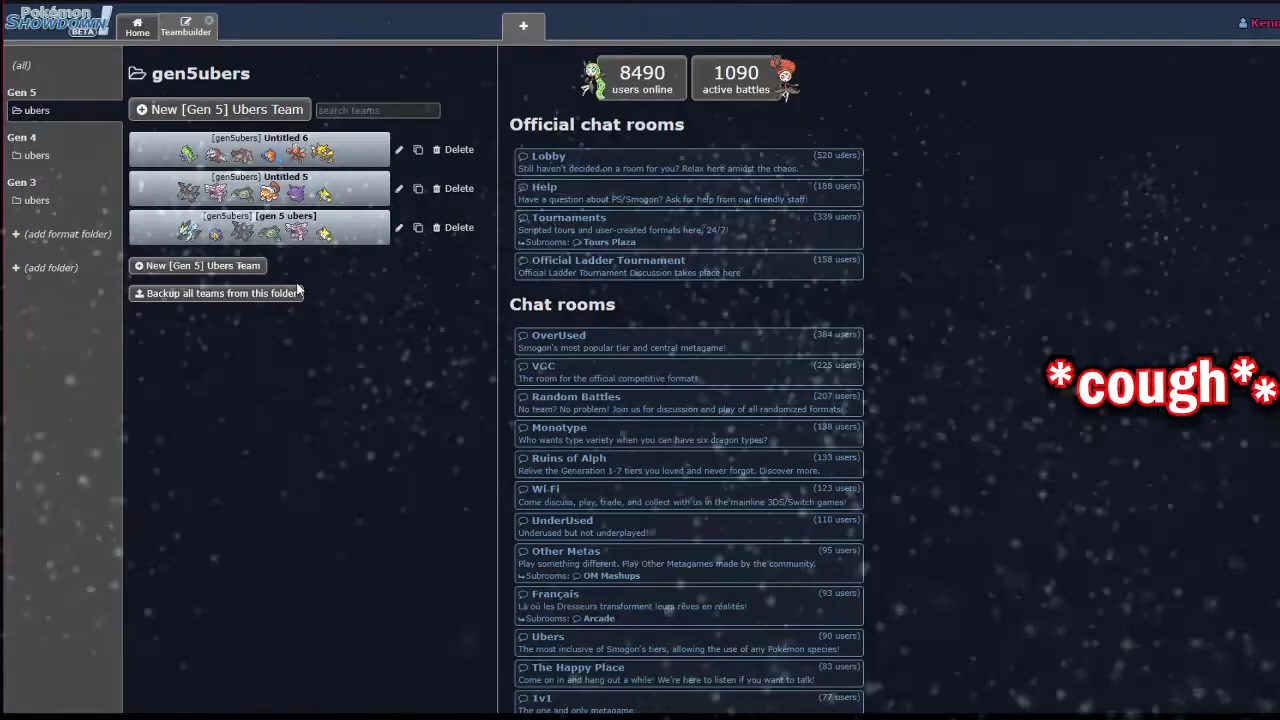 Pokémon
SHOWDOWN!
BETA
Home
Teambuilder
+
Kenn
(all)
Gen 5
ubers
Gen 4
ubers
Gen 3
ubers
+ (add format folder)
+ (add folder)
gen5ubers
New [Gen 5] Ubers Team
search teams
[gen5ubers] Untitled 6
Delete
[gen5ubers] Untitled 5
Delete
[gen5ubers] [gen 5 ubers]
Delete
New [Gen 5] Ubers Team
Backup all teams from this folder
8490
users online
1090
active battles
Official chat rooms
Lobby (520 users)
Still haven't decided on a room for you? Relax here amidst the chaos.
Help (188 users)
Have a question about PS/Smogon? Ask for help from our friendly staff!
Tournaments (339 users)
Scripted tours and user-created formats here, 24/7!
Subrooms: Tours Plaza
Official Ladder Tournament (158 users)
Official Ladder Tournament Discussion takes place here
Chat rooms
OverUsed (384 users)
Smogon's most popular tier and central metagame!
VGC (225 users)
The room for the official competitive format!
Random Battles (207 users)
No team? No problem! Join us for discussion and play of all randomized formats!
Monotype (138 users)
Who wants type variety when you can have six dragon types?
Ruins of Alph (133 users)
Relive the Generation 1-7 tiers you loved and never forgot. Discover more.
Wi-Fi (123 users)
Come discuss, play, trade, and collect with us in the mainline 3DS/Switch games!
UnderUsed (110 users)
Underused but not underplayed!
Other Metas (95 users)
Play something different. Play Other Metagames made by the community.
Subrooms: OM Mashups
Français (93 users)
Là où les Dresseurs transforment leurs rêves en réalités!
Subrooms: Arcade
Ubers (90 users)
The most inclusive of Smogon's tiers, allowing the use of any Pokémon species!
The Happy Place (83 users)
Come on in and hang out a while! We're here to listen if you want to talk!
1v1 (77 users)
The one and only metagame
*cough**